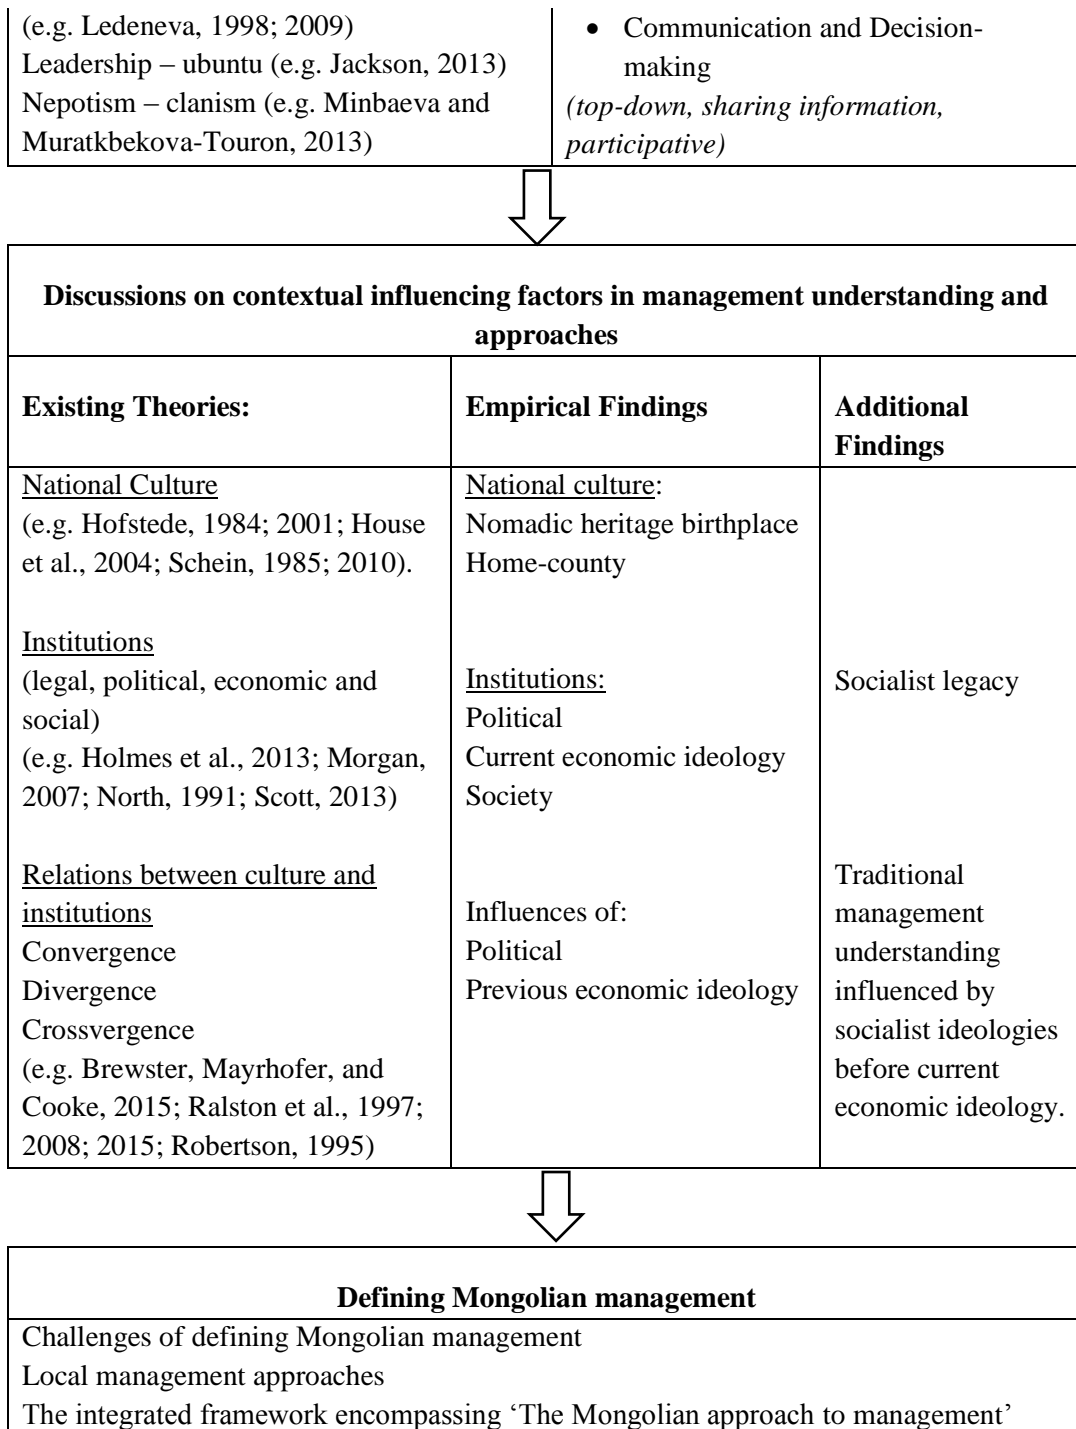 (e.g. Ledeneva, 1998; 2009)
Leadership – ubuntu (e.g. Jackson, 2013)
Nepotism – clanism (e.g. Minbaeva and
Muratkbekova-Touron, 2013)
• Communication and Decision-
making
(top-down, sharing information,
participative)
Discussions on contextual influencing factors in management understanding and
approaches
Existing Theories:
Empirical Findings
Additional
Findings
National Culture
(e.g. Hofstede, 1984; 2001; House
et al., 2004; Schein, 1985; 2010).
Institutions
(legal, political, economic and
social)
(e.g. Holmes et al., 2013; Morgan,
2007; North, 1991; Scott, 2013)
Relations between culture and
institutions
Convergence
Divergence
Crossvergence
(e.g. Brewster, Mayrhofer, and
Cooke, 2015; Ralston et al., 1997;
2008; 2015; Robertson, 1995)
National culture:
Nomadic heritage birthplace
Home-county
Institutions:
Political
Current economic ideology
Society
Influences of:
Political
Previous economic ideology
Socialist legacy
Traditional
management
understanding
influenced by
socialist ideologies
before current
economic ideology.
Defining Mongolian management
Challenges of defining Mongolian management
Local management approaches
The integrated framework encompassing ‘The Mongolian approach to management’